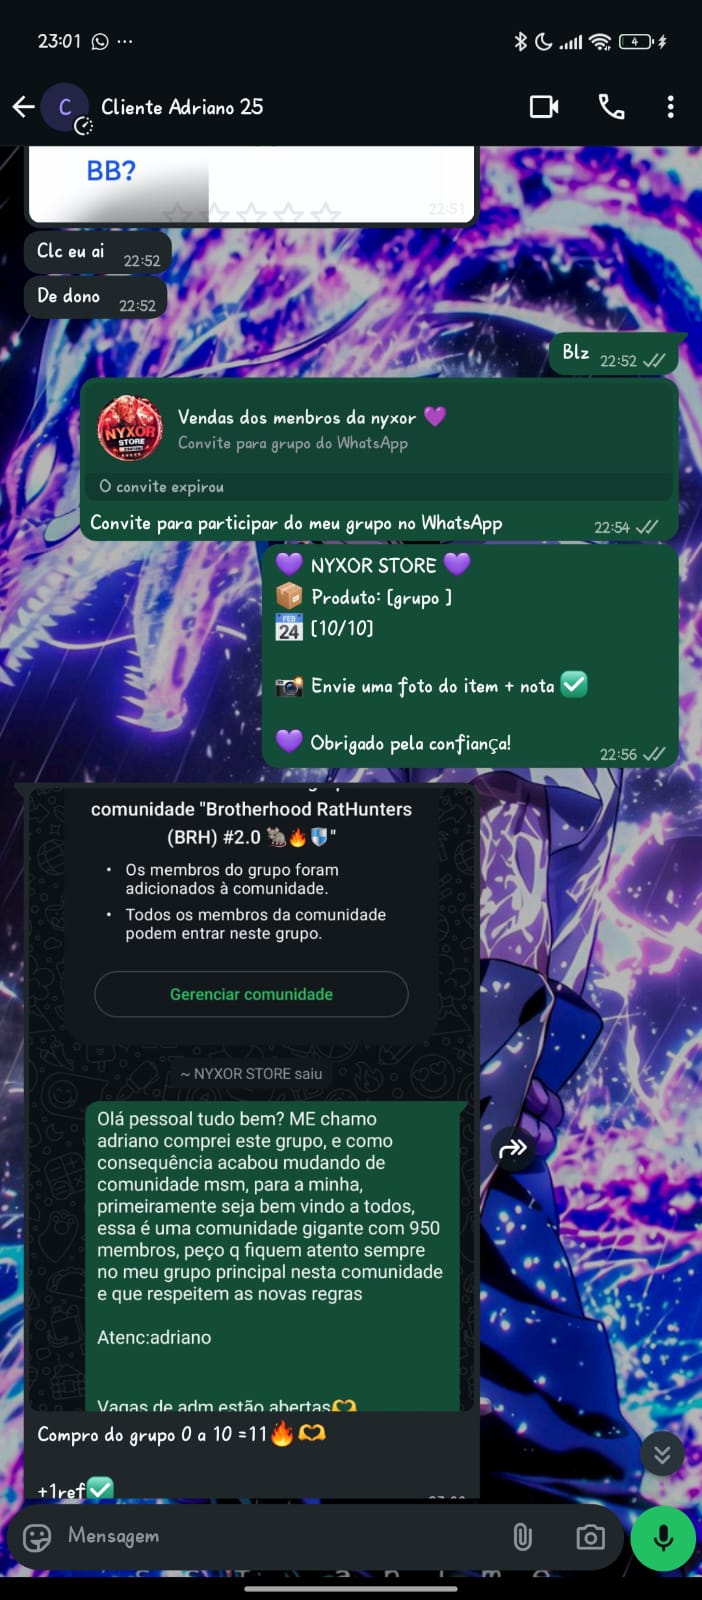 23:01
4
C
Cliente Adriano 25
BB?
22:51
Clc eu ai 22:52
De dono 22:52
Blz 22:52
NYXOR
STORE
Vendas dos menbros da nyxor 💜
Convite para grupo do WhatsApp
O convite expirou
Convite para participar do meu grupo no WhatsApp 22:54
💜 NYXOR STORE 💜
📦 Produto: [grupo ]
📆 [10/10]
📸 Envie uma foto do item + nota ✅
💜 Obrigado pela confiança!
22:56
comunidade "Brotherhood RatHunters
(BRH) #2.0 🐀🔥🛡️"
• Os membros do grupo foram
adicionados à comunidade.
• Todos os membros da comunidade
podem entrar neste grupo.
Gerenciar comunidade
~ NYXOR STORE saiu
Olá pessoal tudo bem? ME chamo
adriano comprei este grupo, e como
consequência acabou mudando de
comunidade msm, para a minha,
primeiramente seja bem vindo a todos,
essa é uma comunidade gigante com 950
membros, peço q fiquem atento sempre
no meu grupo principal nesta comunidade
e que respeitem as novas regras
Atenc:adriano
Vagas de adm estão abertas🫶
Compro do grupo 0 a 10 =11🔥🫶
+1ref✅
Mensagem